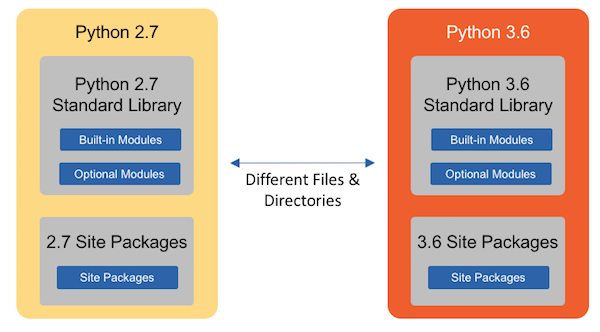 Python 2.7
Python 2.7
Standard Library
Built-in Modules
Optional Modules
2.7 Site Packages
Site Packages
Different Files &
Directories
Python 3.6
Python 3.6
Standard Library
Built-in Modules
Optional Modules
3.6 Site Packages
Site Packages